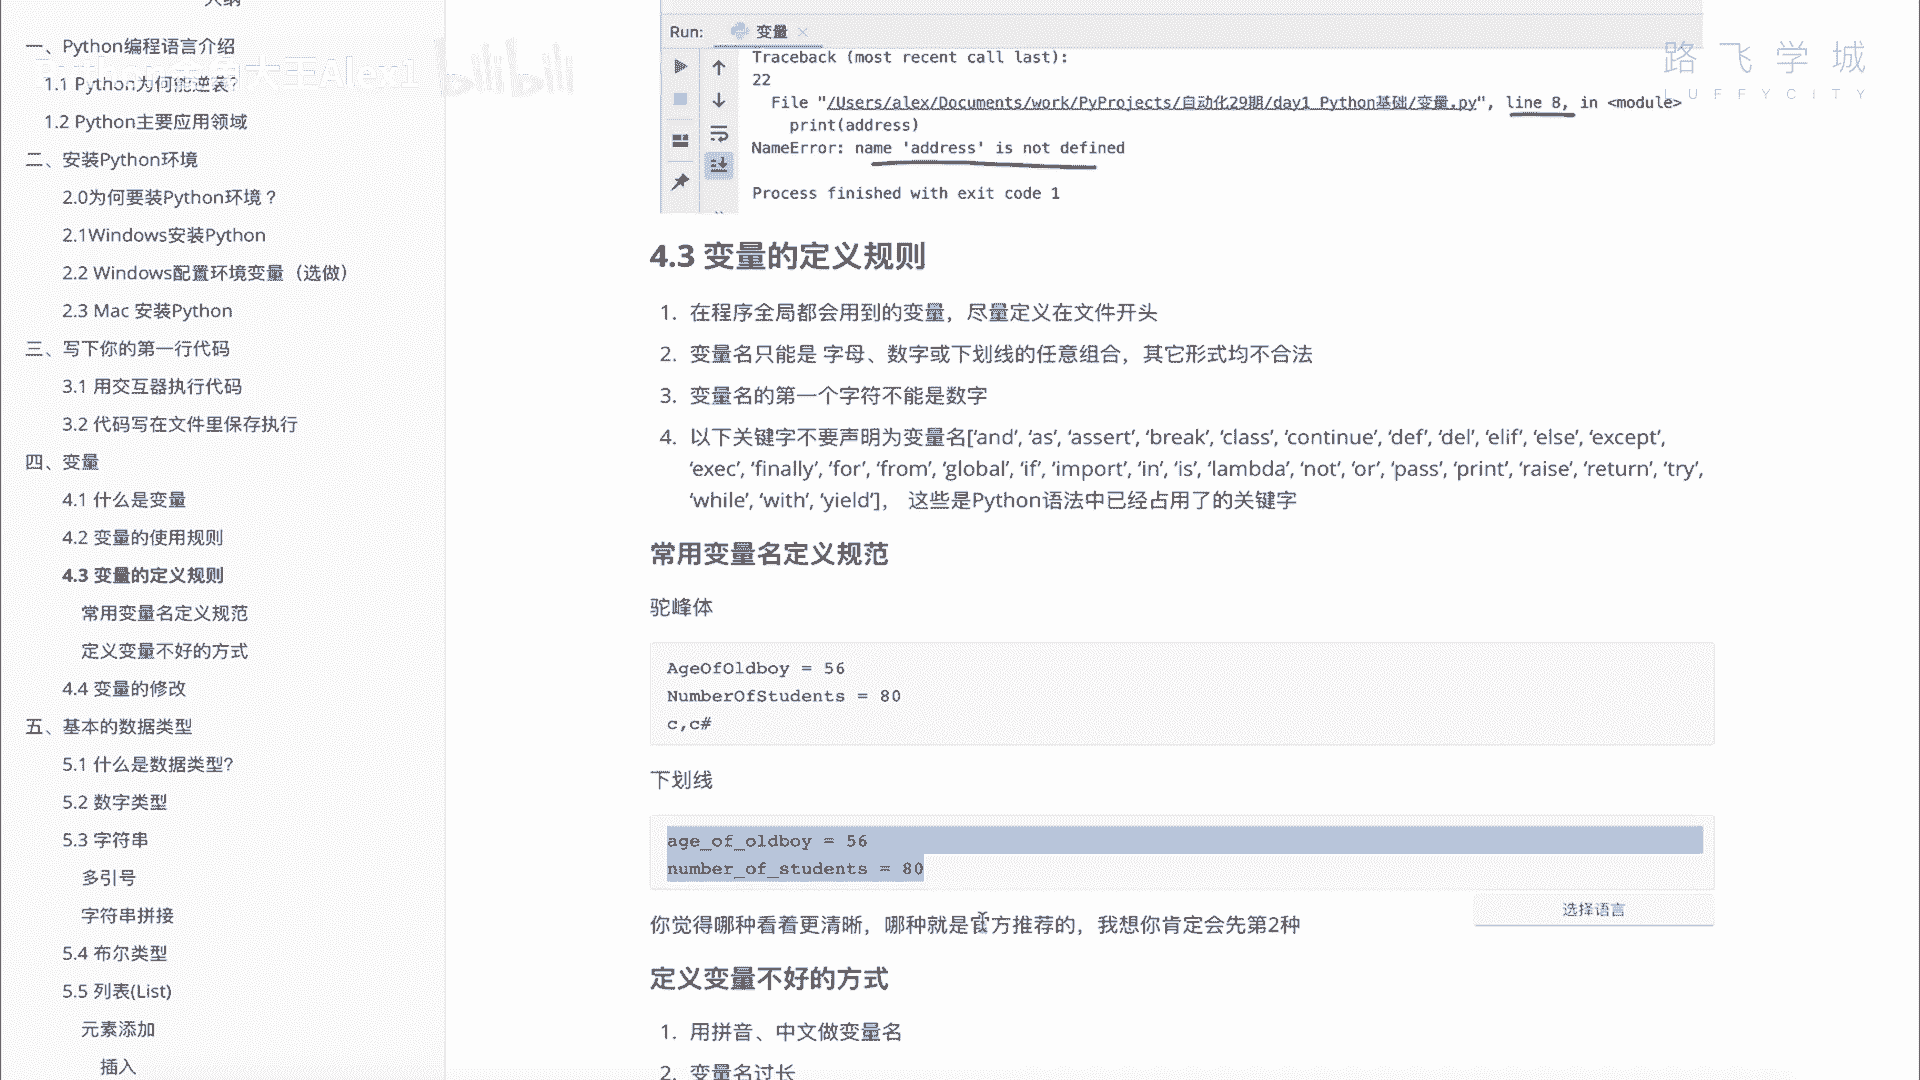 大纲
一、Python编程语言介绍
1.1 Python为何能逆袭?
1.2 Python主要应用领域
二、安装Python环境
2.0为何要装Python环境？
2.1Windows安装Python
2.2 Windows配置环境变量（选做）
2.3 Mac 安装Python
三、写下你的第一行代码
3.1 用交互器执行代码
3.2 代码写在文件里保存执行
四、变量
4.1 什么是变量
4.2 变量的使用规则
4.3 变量的定义规则
常用变量名定义规范
定义变量不好的方式
4.4 变量的修改
五、基本的数据类型
5.1 什么是数据类型?
5.2 数字类型
5.3 字符串
多引号
字符串拼接
5.4 布尔类型
5.5 列表(List)
元素添加
插入
大王Alex1
bilibili
路飞学城
LUFFYCITY
Run: 变量
Traceback (most recent call last):
22
File "/Users/alex/Documents/work/PyProjects/自动化29期/day1_Python基础/变量.py", line 8, in <module>
print(address)
NameError: name 'address' is not defined
Process finished with exit code 1
4.3 变量的定义规则
1. 在程序全局都会用到的变量，尽量定义在文件开头
2. 变量名只能是 字母、数字或下划线的任意组合，其它形式均不合法
3. 变量名的第一个字符不能是数字
4. 以下关键字不要声明为变量名[‘and’, ‘as’, ‘assert’, ‘break’, ‘class’, ‘continue’, ‘def’, ‘del’, ‘elif’, ‘else’, ‘except’,
‘exec’, ‘finally’, ‘for’, ‘from’, ‘global’, ‘if’, ‘import’, ‘in’, ‘is’, ‘lambda’, ‘not’, ‘or’, ‘pass’, ‘print’, ‘raise’, ‘return’, ‘try’,
‘while’, ‘with’, ‘yield’]， 这些是Python语法中已经占用了的关键字
常用变量名定义规范
驼峰体
AgeOfOldboy = 56
NumberOfStudents = 80
c,c#
下划线
age_of_oldboy = 56
number_of_students = 80
选择语言
你觉得哪种看着更清晰，哪种就是官方推荐的，我想你肯定会先第2种
定义变量不好的方式
1. 用拼音、中文做变量名
2. 变量名过长